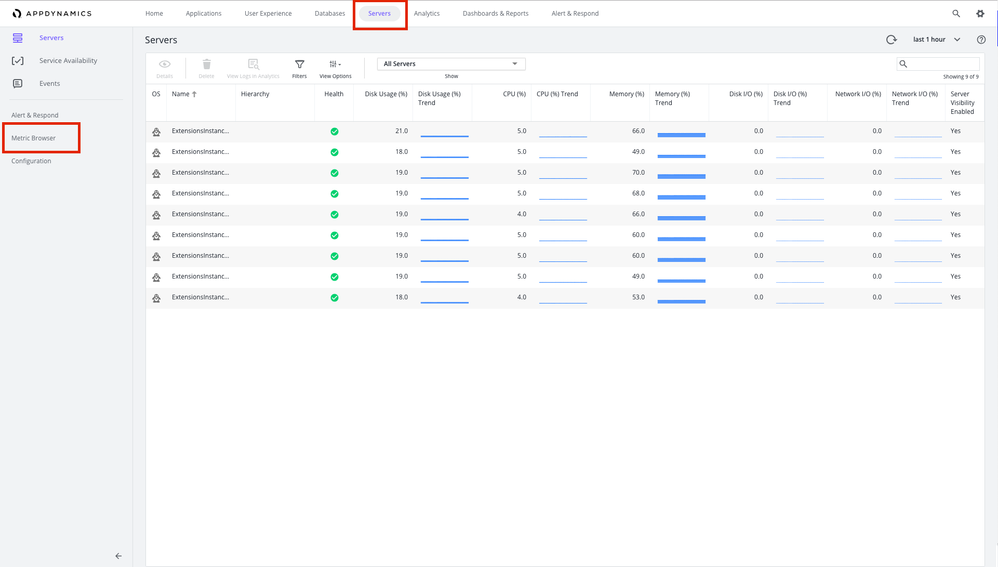 APPDYNAMICS Home Applications User Experience Databases Servers Analytics Dashboards & Reports Alert & Respond
Servers
Service Availability
Events
Alert & Respond
Metric Browser
Configuration
Servers last 1 hour
Details Delete View Logs in Analytics Filters View Options All Servers
Show Showing 9 of 9
OS Name Hierarchy Health Disk Usage (%) Disk Usage (%) Trend CPU (%) CPU (%) Trend Memory (%) Memory (%) Trend Disk I/O (%) Disk I/O (%) Trend Network I/O (%) Network I/O (%) Trend Server Visibility Enabled
ExtensionsInstanc... 21.0 5.0 66.0 0.0 0.0 Yes
ExtensionsInstanc... 18.0 5.0 49.0 0.0 0.0 Yes
ExtensionsInstanc... 19.0 5.0 70.0 0.0 0.0 Yes
ExtensionsInstanc... 19.0 5.0 68.0 0.0 0.0 Yes
ExtensionsInstanc... 19.0 4.0 66.0 0.0 0.0 Yes
ExtensionsInstanc... 19.0 5.0 60.0 0.0 0.0 Yes
ExtensionsInstanc... 19.0 5.0 60.0 0.0 0.0 Yes
ExtensionsInstanc... 19.0 5.0 49.0 0.0 0.0 Yes
ExtensionsInstanc... 18.0 4.0 53.0 0.0 0.0 Yes